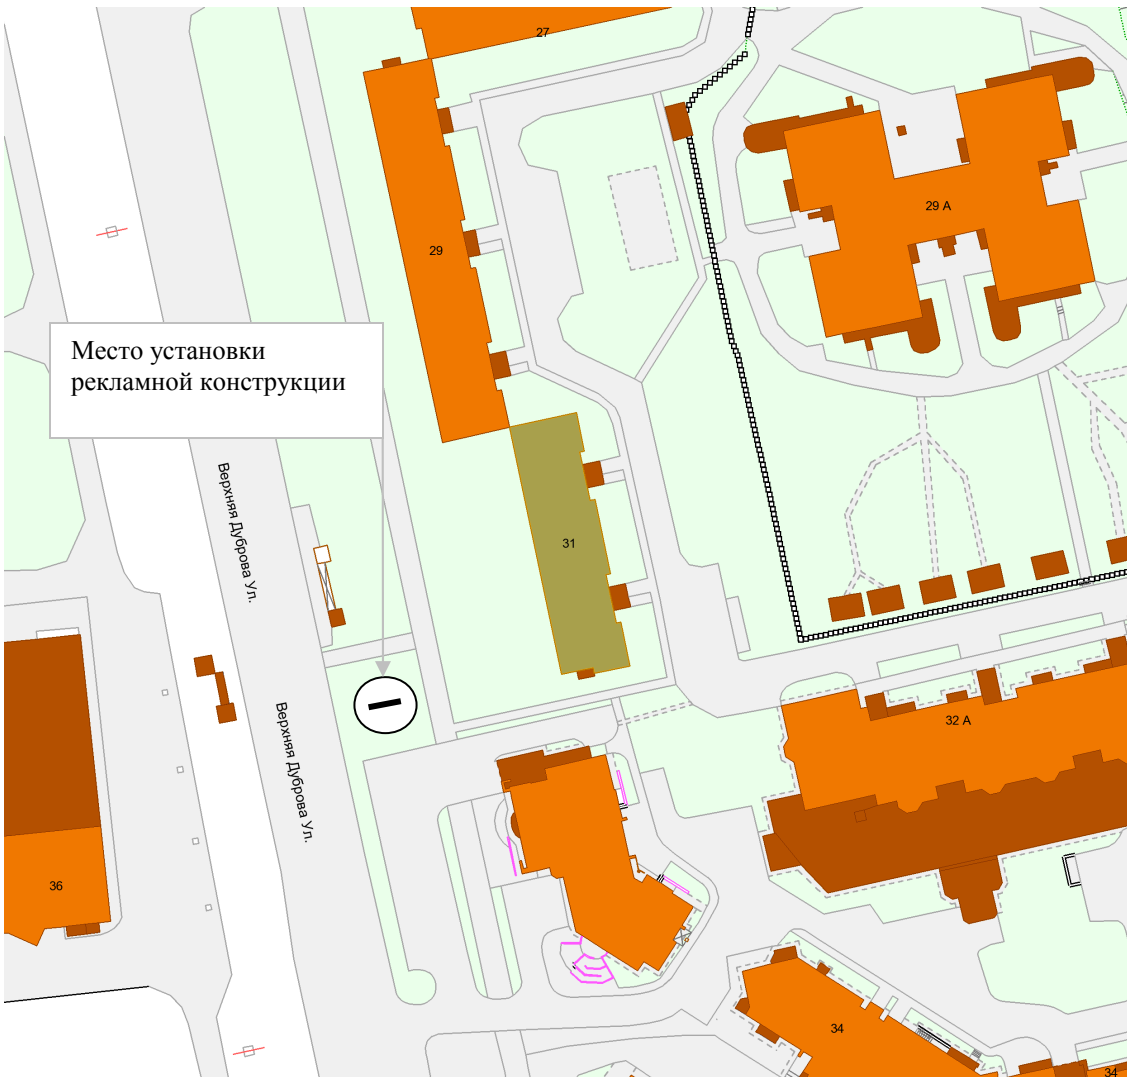 27
29 А
29
Место установки
рекламной конструкции
Верхняя Дуброва Ул.
31
Верхняя Дуброва Ул.
32 А
36
34
34